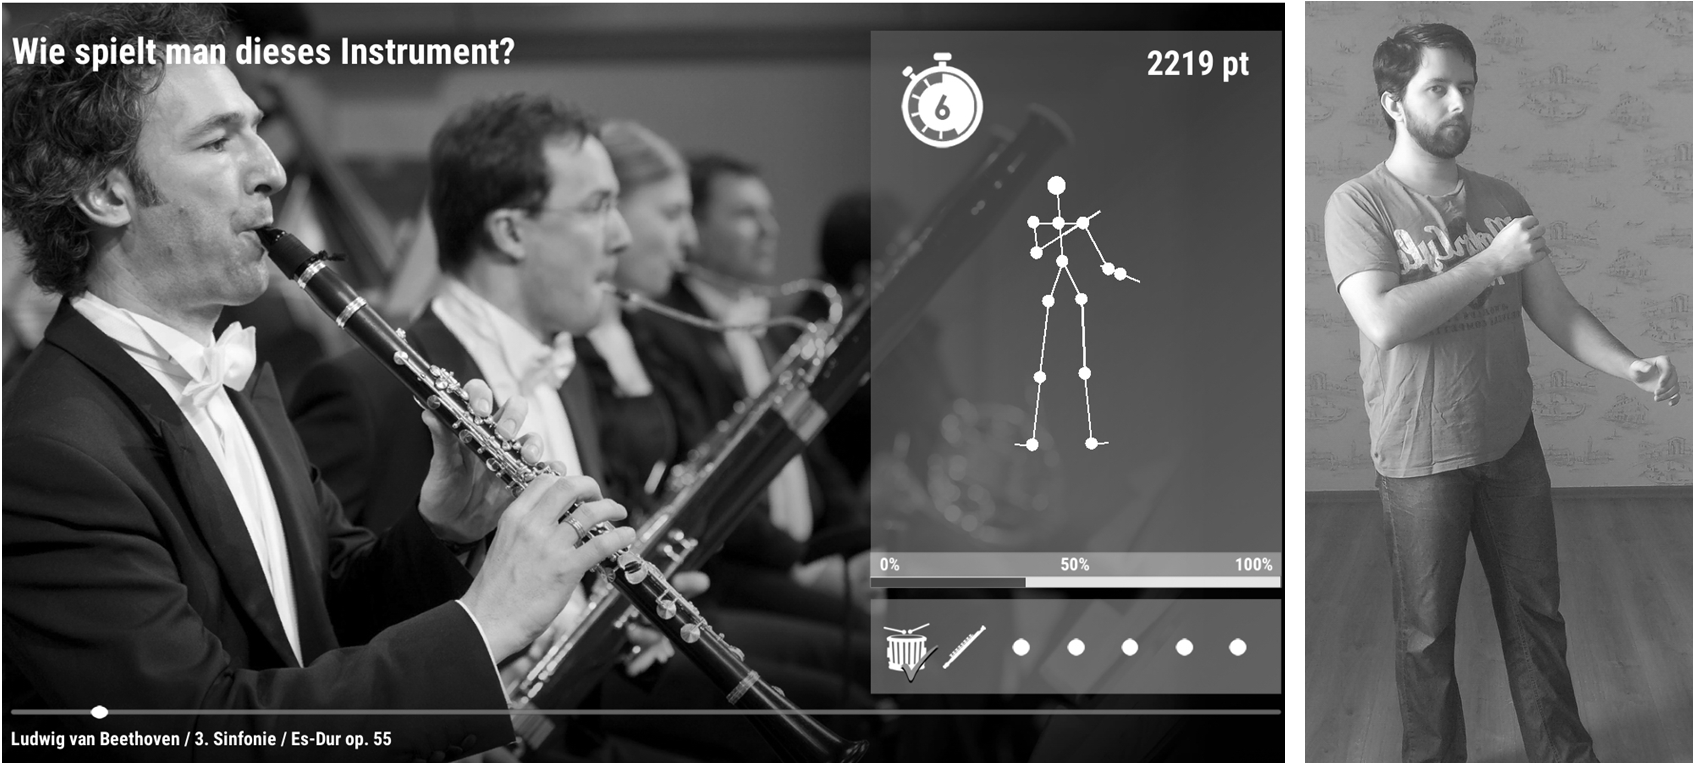 Wie spielt man dieses Instrument?
6
2219 pt
0% 50% 100%
Ludwig van Beethoven / 3. Sinfonie / Es-Dur op. 55